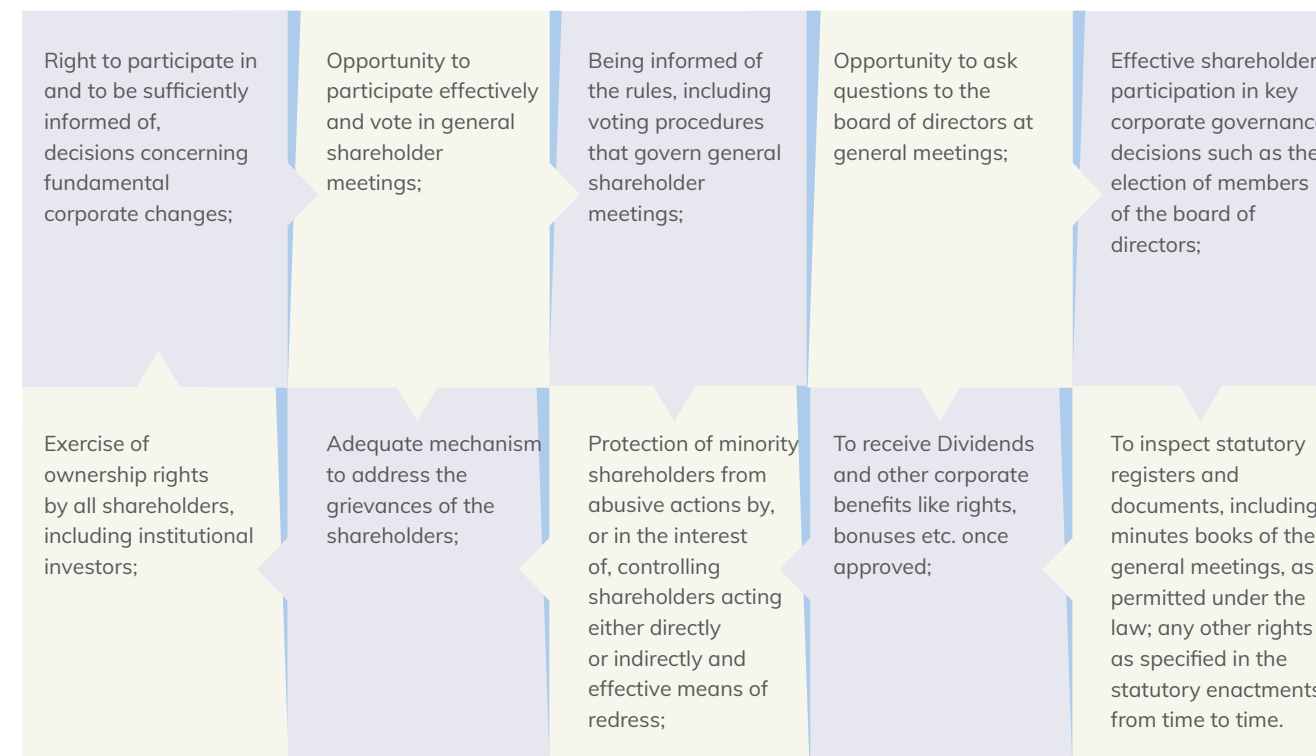 Right to participate in
and to be sufficiently
informed of,
decisions concerning
fundamental
corporate changes;
Opportunity to
participate effectively
and vote in general
shareholder
meetings;
Being informed of
the rules, including
voting procedures
that govern general
shareholder
meetings;
Opportunity to ask
questions to the
board of directors at
general meetings;
Effective shareholder
participation in key
corporate governance
decisions such as the
election of members
of the board of
directors;
Exercise of
ownership rights
by all shareholders,
including institutional
investors;
Adequate mechanism
to address the
grievances of the
shareholders;
Protection of minority
shareholders from
abusive actions by,
or in the interest
of, controlling
shareholders acting
either directly
or indirectly and
effective means of
redress;
To receive Dividends
and other corporate
benefits like rights,
bonuses etc. once
approved;
To inspect statutory
registers and
documents, including
minutes books of the
general meetings, as
permitted under the
law; any other rights
as specified in the
statutory enactments
from time to time.